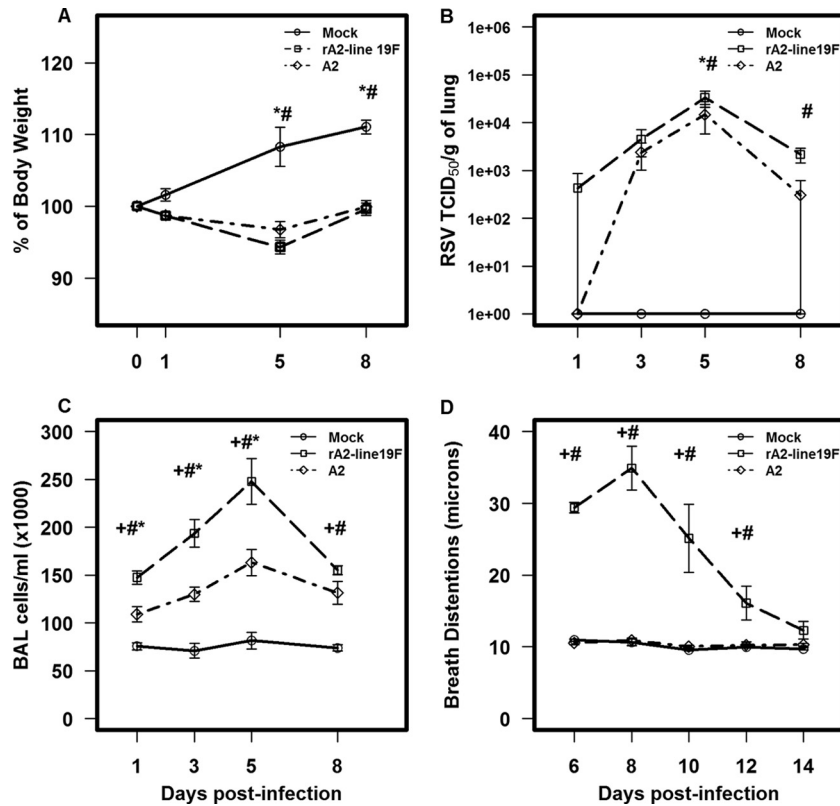 A
Mock
rA2-line 19F
A2
% of Body Weight
120
110
100
90
*#
*#
0 1 5 8
B
Mock
rA2-line 19F
A2
RSV TCID50/g of lung
1e+06
1e+05
1e+04
1e+03
1e+02
1e+01
1e+00
*#
#
1 3 5 8
C
Mock
rA2-line19F
A2
BAL cells/ml (x1000)
300
250
200
150
100
50
0
+#*
+#*
+#*
+#
1 3 5 8
Days post-infection
D
Mock
rA2-line19F
A2
Breath Distentions (microns)
40
30
20
10
0
+#
+#
+#
+#
6 8 10 12 14
Days post-infection